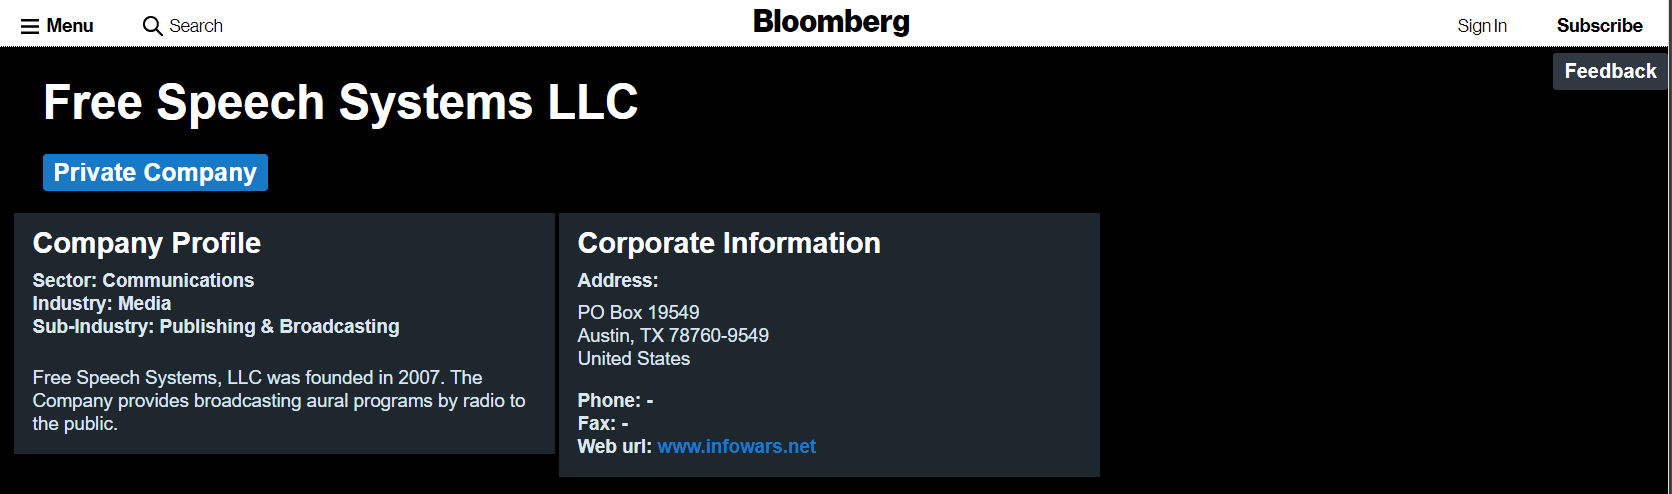 Menu
Search
Bloomberg
Sign In
Subscribe
Feedback
Free Speech Systems LLC
Private Company
Company Profile
Sector: Communications
Industry: Media
Sub-Industry: Publishing & Broadcasting
Free Speech Systems, LLC was founded in 2007. The
Company provides broadcasting aural programs by radio to
the public.
Corporate Information
Address:
PO Box 19549
Austin, TX 78760-9549
United States
Phone: -
Fax: -
Web url: www.infowars.net